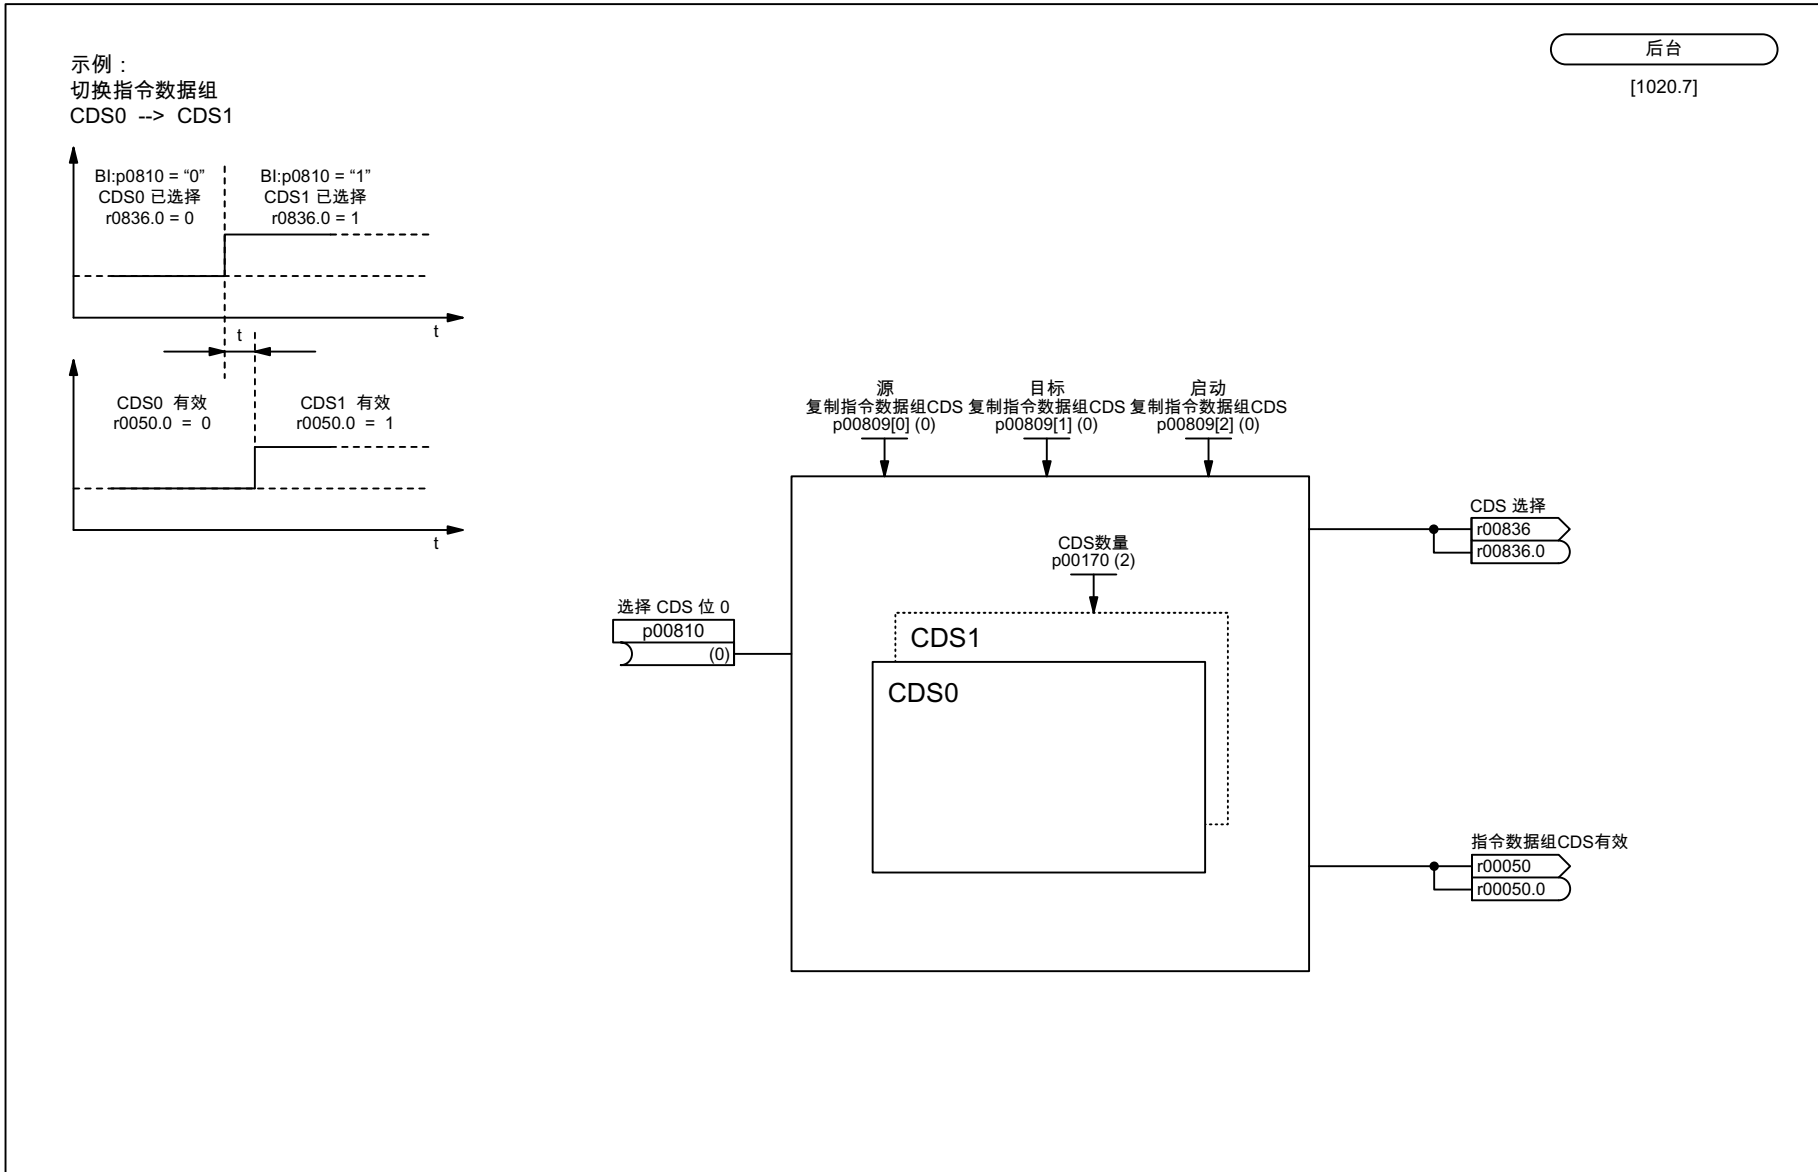 示例：
切换指令数据组
CDS0 --> CDS1
后台
[1020.7]
BI:p0810 = “0”
CDS0 已选择
r0836.0 = 0
BI:p0810 = “1”
CDS1 已选择
r0836.0 = 1
t
t
CDS0 有效
r0050.0 = 0
CDS1 有效
r0050.0 = 1
t
源
复制指令数据组CDS
p00809[0] (0)
目标
复制指令数据组CDS
p00809[1] (0)
启动
复制指令数据组CDS
p00809[2] (0)
CDS数量
p00170 (2)
选择 CDS 位 0
p00810
(0)
CDS1
CDS0
CDS 选择
r00836
r00836.0
指令数据组CDS有效
r00050
r00050.0